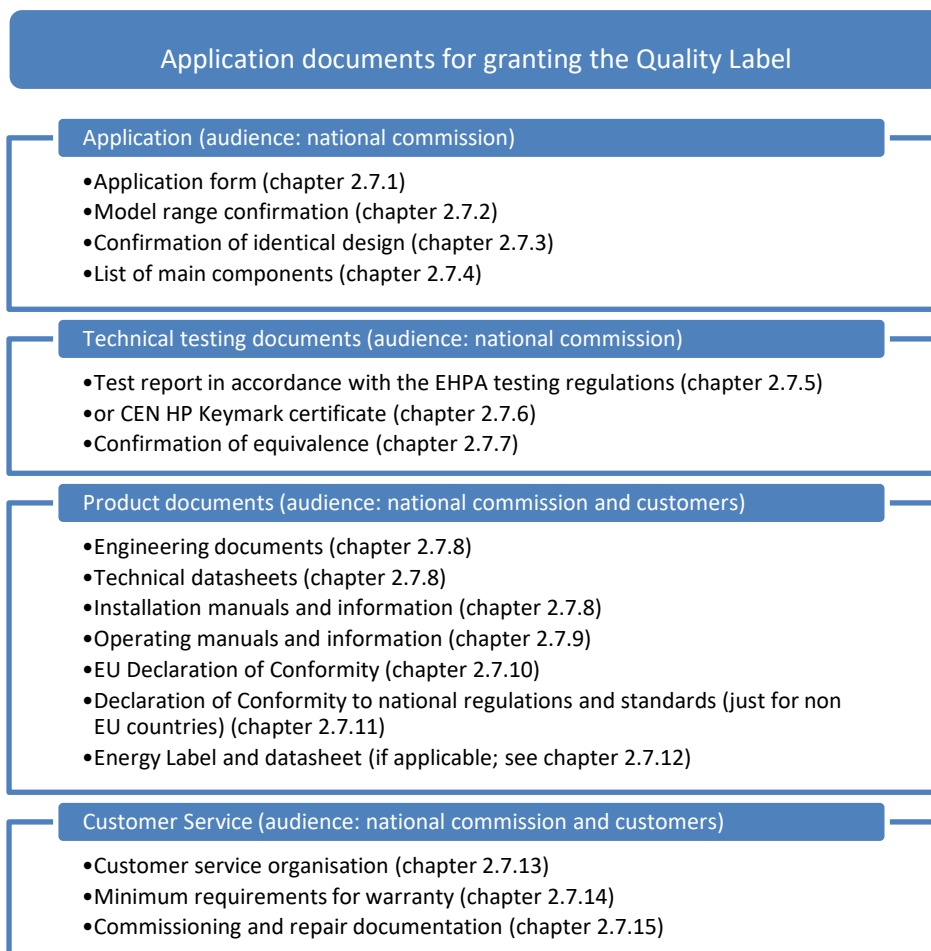 Application documents for granting the Quality Label
Application (audience: national commission)
•Application form (chapter 2.7.1)
•Model range confirmation (chapter 2.7.2)
•Confirmation of identical design (chapter 2.7.3)
•List of main components (chapter 2.7.4)
Technical testing documents (audience: national commission)
•Test report in accordance with the EHPA testing regulations (chapter 2.7.5)
•or CEN HP Keymark certificate (chapter 2.7.6)
•Confirmation of equivalence (chapter 2.7.7)
Product documents (audience: national commission and customers)
•Engineering documents (chapter 2.7.8)
•Technical datasheets (chapter 2.7.8)
•Installation manuals and information (chapter 2.7.8)
•Operating manuals and information (chapter 2.7.9)
•EU Declaration of Conformity (chapter 2.7.10)
•Declaration of Conformity to national regulations and standards (just for non
EU countries) (chapter 2.7.11)
•Energy Label and datasheet (if applicable; see chapter 2.7.12)
Customer Service (audience: national commission and customers)
•Customer service organisation (chapter 2.7.13)
•Minimum requirements for warranty (chapter 2.7.14)
•Commissioning and repair documentation (chapter 2.7.15)